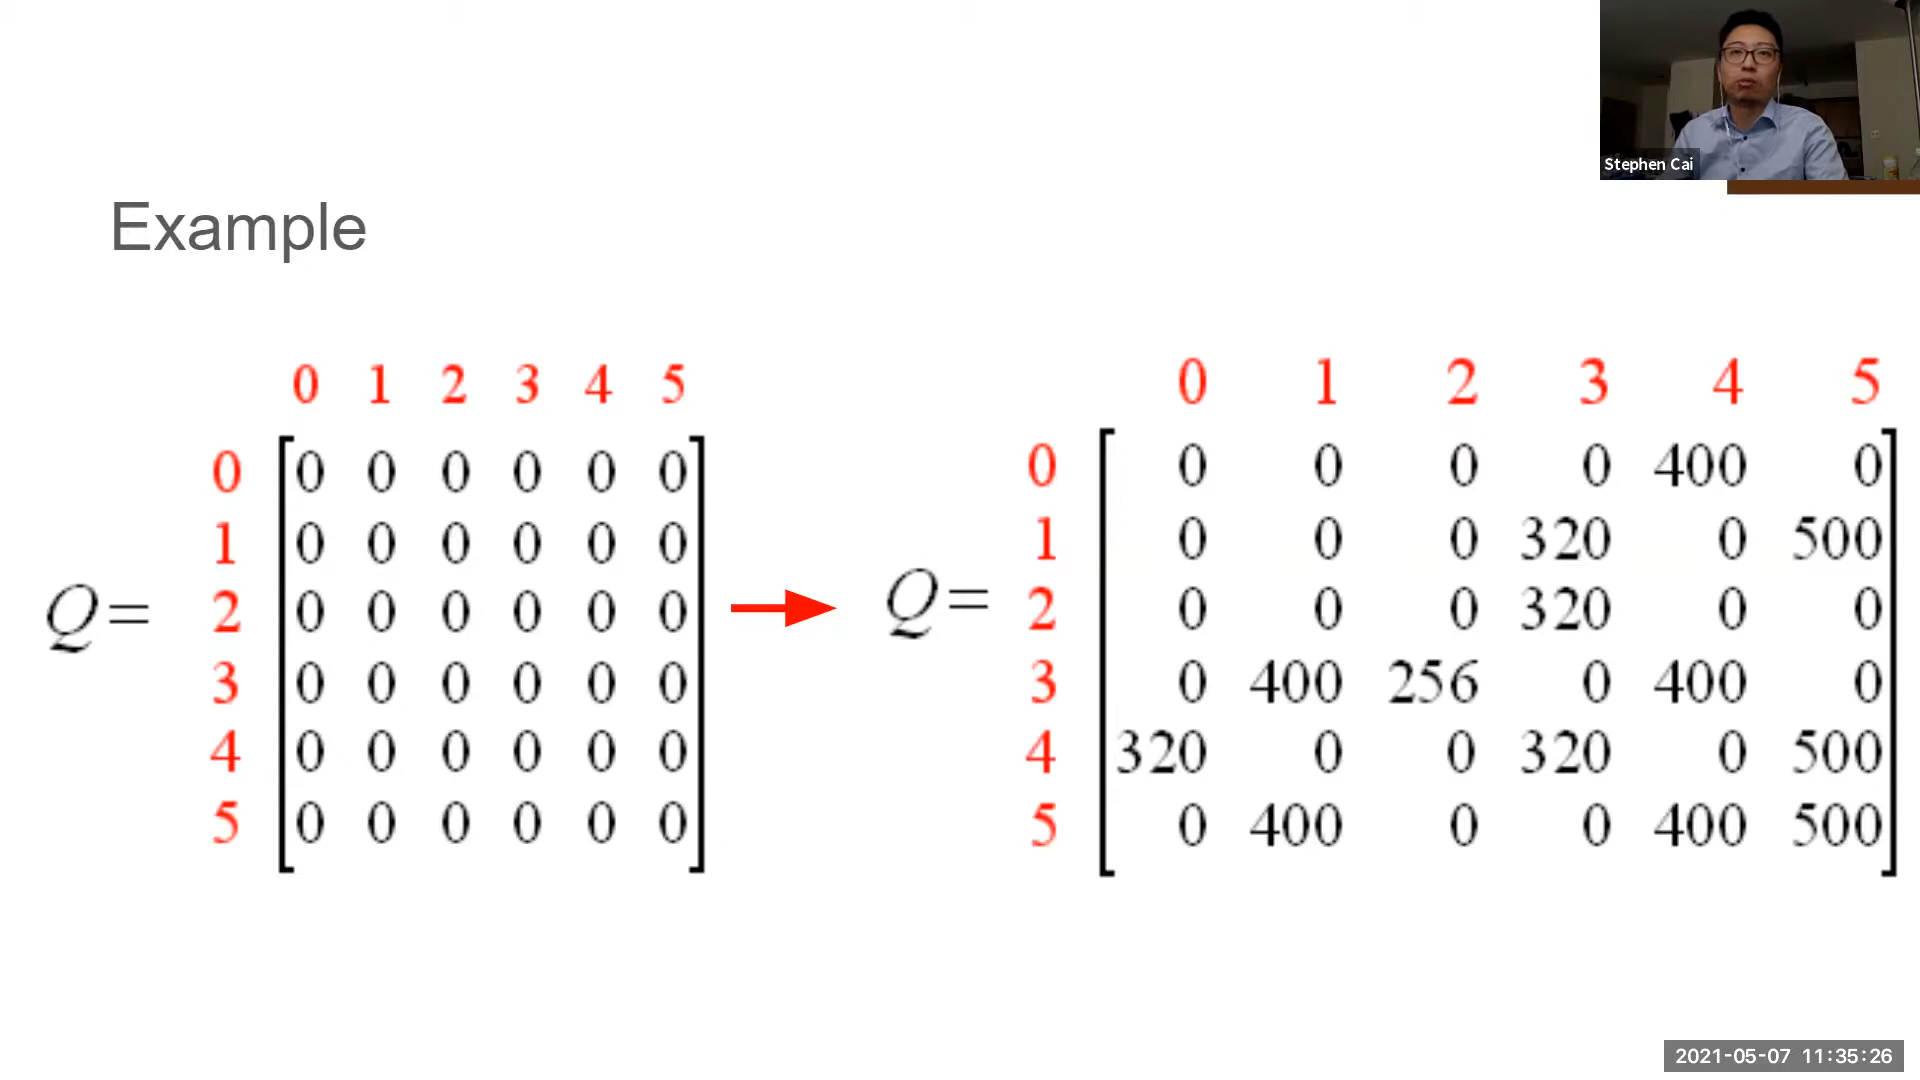 Stephen Cai
Example
0 1 2 3 4 5
0 0 0 0 0 0 0
1 0 0 0 0 0 0
2 0 0 0 0 0 0
3 0 0 0 0 0 0
4 0 0 0 0 0 0
5 0 0 0 0 0 0
Q=
0 1 2 3 4 5
0 0 0 0 0 400 0
1 0 0 0 320 0 500
2 0 0 0 320 0 0
3 0 400 256 0 400 0
4 320 0 0 320 0 500
5 0 400 0 0 400 500
Q=
2021-05-07 11:35:26